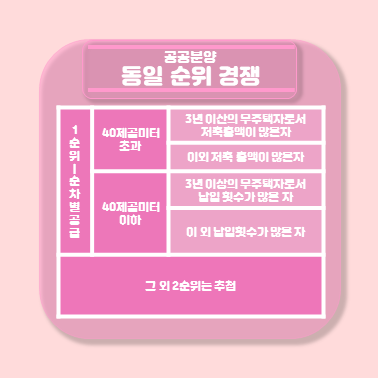 공공분양
동일 순위 경쟁
1순위ㅣ순차별공급
40제곱미터
초과
3년 이산의 무주택자로서
저축훌액이 많은자
이외 저축 훌액이 많은자
40제곱미터
이하
3년 이상의 무주택자로서
납입 횟수가 많은 자
이 외 납입횟수가 많은 자
그 외 2순위는 추첨